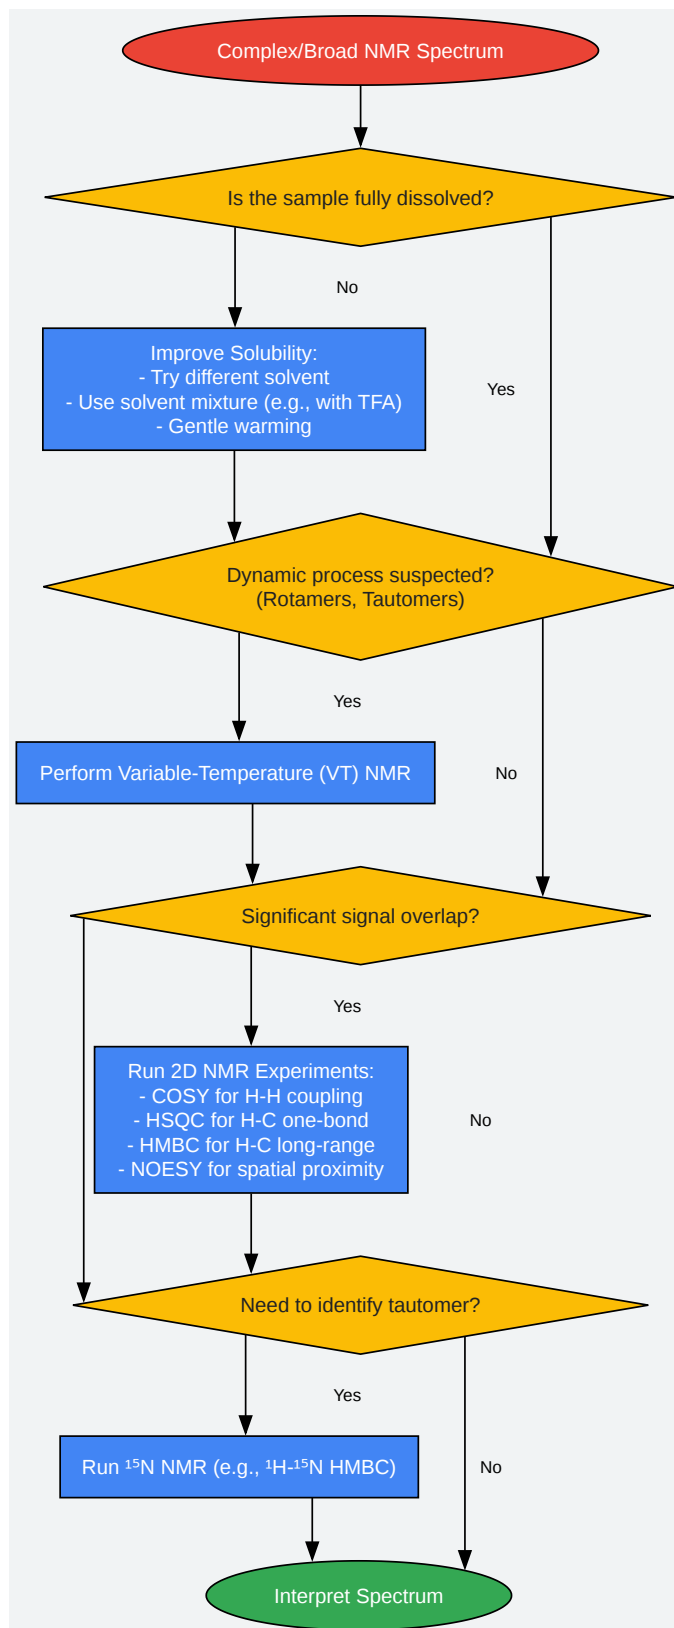 Complex/Broad NMR Spectrum
Is the sample fully dissolved?
No
Improve Solubility:
- Try different solvent
- Use solvent mixture (e.g., with TFA)
- Gentle warming
Yes
Dynamic process suspected?
(Rotamers, Tautomers)
Yes
Perform Variable-Temperature (VT) NMR
No
Significant signal overlap?
Yes
Run 2D NMR Experiments:
- COSY for H-H coupling
- HSQC for H-C one-bond
- HMBC for H-C long-range
- NOESY for spatial proximity
No
Need to identify tautomer?
Yes
Run ¹⁵N NMR (e.g., ¹H-¹⁵N HMBC)
No
Interpret Spectrum